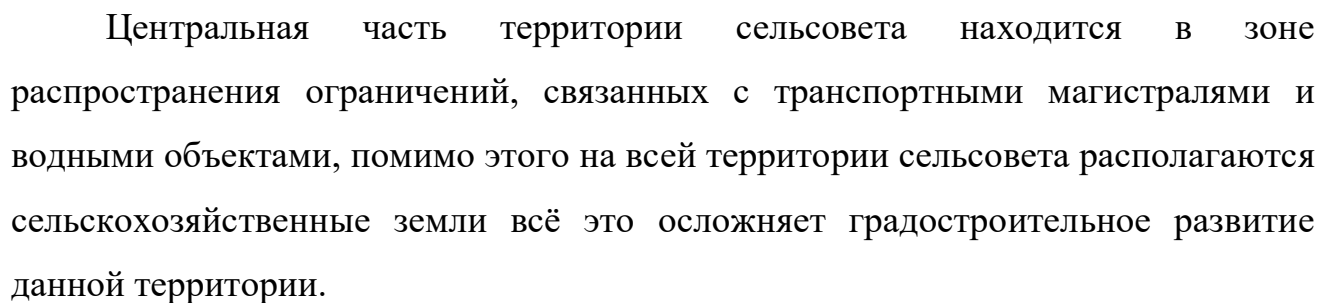 Центральная часть территории сельсовета находится в зоне
распространения ограничений, связанных с транспортными магистралями и
водными объектами, помимо этого на всей территории сельсовета располагаются
сельскохозяйственные земли всё это осложняет градостроительное развитие
данной территории.